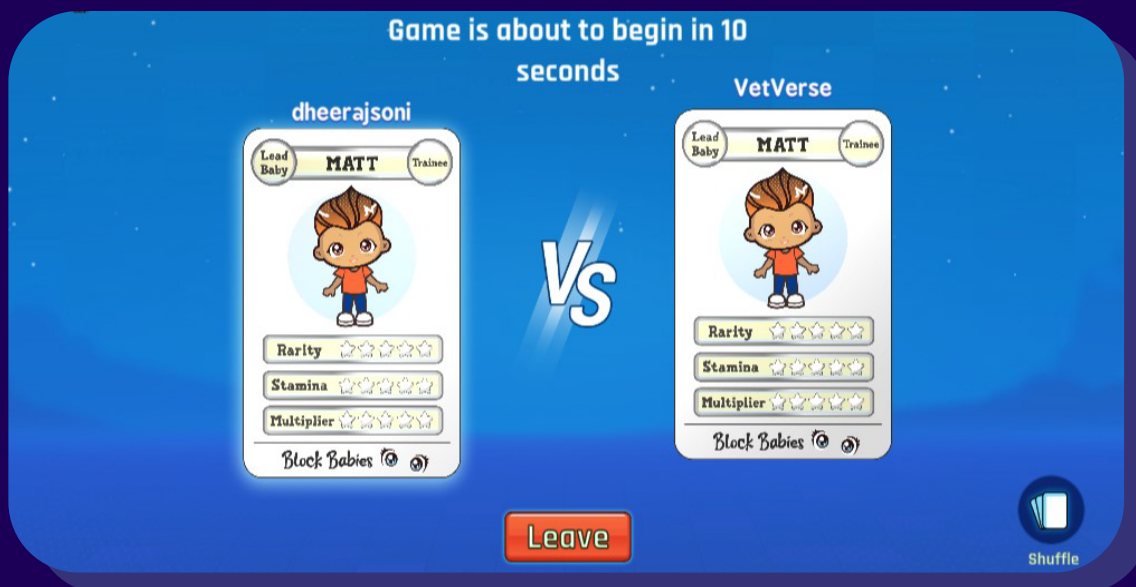 Game is about to begin in 10
seconds
dheerajsoni
Lead
Baby
MATT
Trainee
Rarity
Stamina
Multiplier
Block Babies
VS
VetVerse
Lead
Baby
MATT
Trainee
Rarity
Stamina
Multiplier
Block Babies
Leave
Shuffle